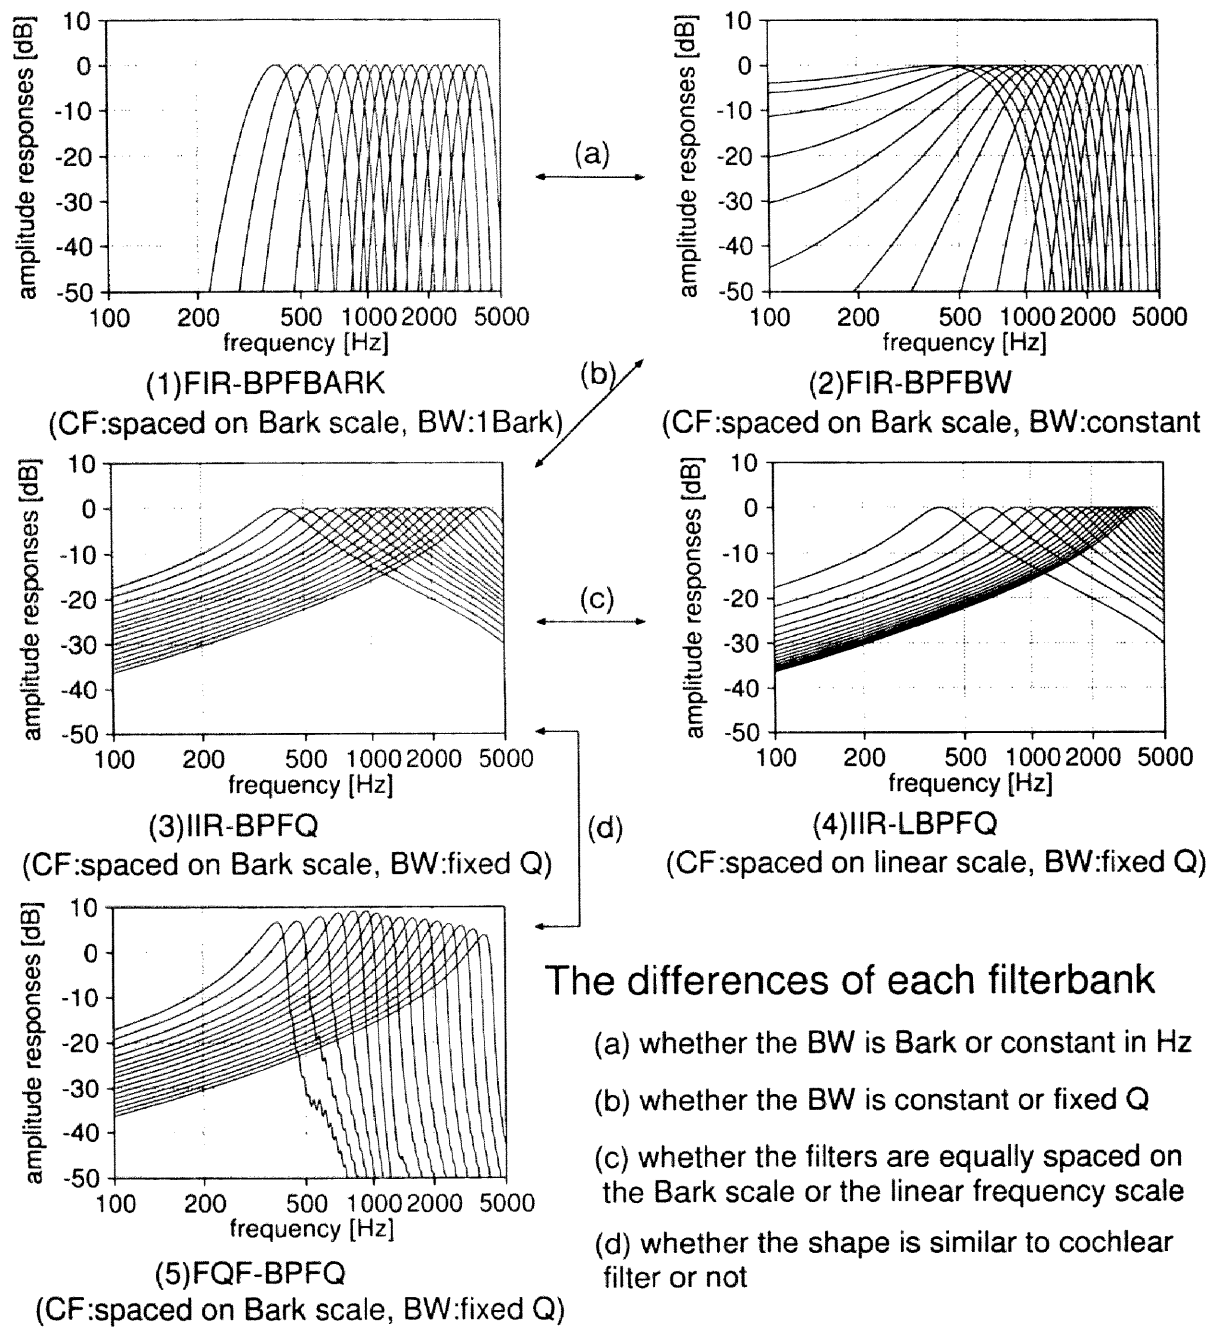 amplitude responses [dB]
10
0
-10
-20
-30
-40
-50
100 200 500 1000 2000 5000
frequency [Hz]
(1)FIR-BPFBARK
(CF:spaced on Bark scale, BW:1Bark)
(a)
amplitude responses [dB]
10
0
-10
-20
-30
-40
-50
100 200 500 1000 2000 5000
frequency [Hz]
(2)FIR-BPFBW
(CF:spaced on Bark scale, BW:constant
(b)
amplitude responses [dB]
10
0
-10
-20
-30
-40
-50
100 200 500 1000 2000 5000
frequency [Hz]
(3)IIR-BPFQ
(CF:spaced on Bark scale, BW:fixed Q)
(c)
amplitude responses [dB]
10
0
-10
-20
-30
-40
-50
100 200 500 1000 2000 5000
frequency [Hz]
(4)IIR-LBPFQ
(CF:spaced on linear scale, BW:fixed Q)
(d)
amplitude responses [dB]
10
0
-10
-20
-30
-40
-50
100 200 500 1000 2000 5000
frequency [Hz]
(5)FQF-BPFQ
(CF:spaced on Bark scale, BW:fixed Q)
The differences of each filterbank
(a) whether the BW is Bark or constant in Hz
(b) whether the BW is constant or fixed Q
(c) whether the filters are equally spaced on
the Bark scale or the linear frequency scale
(d) whether the shape is similar to cochlear
filter or not